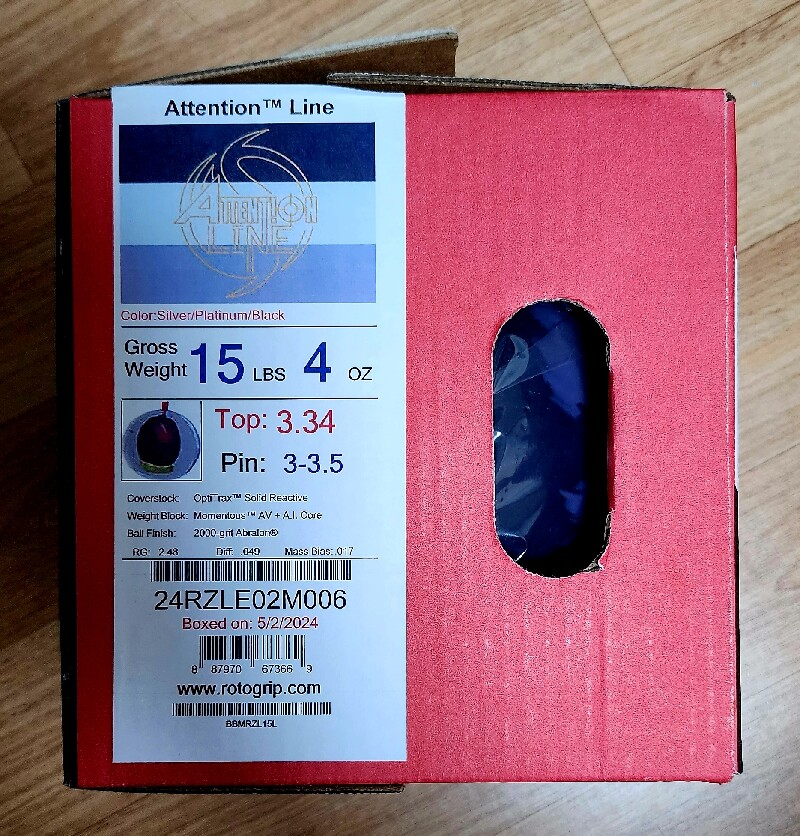 Attention™ Line
ATTENTION
LINE
Color:Silver/Platinum/Black
Gross Weight 15 LBS 4 OZ
Top: 3.34
Pin: 3-3.5
Coverstock: OptiTrax™ Solid Reactive
Weight Block: Momentous™ AV + A.I. Core
Ball Finish: 2000-grit Abralon®
RG: 2.48 Diff: .049 Mass Bias: .017
24RZLE02M006
Boxed on: 5/2/2024
8 87970 67366 9
www.rotogrip.com
BBMRZL15L